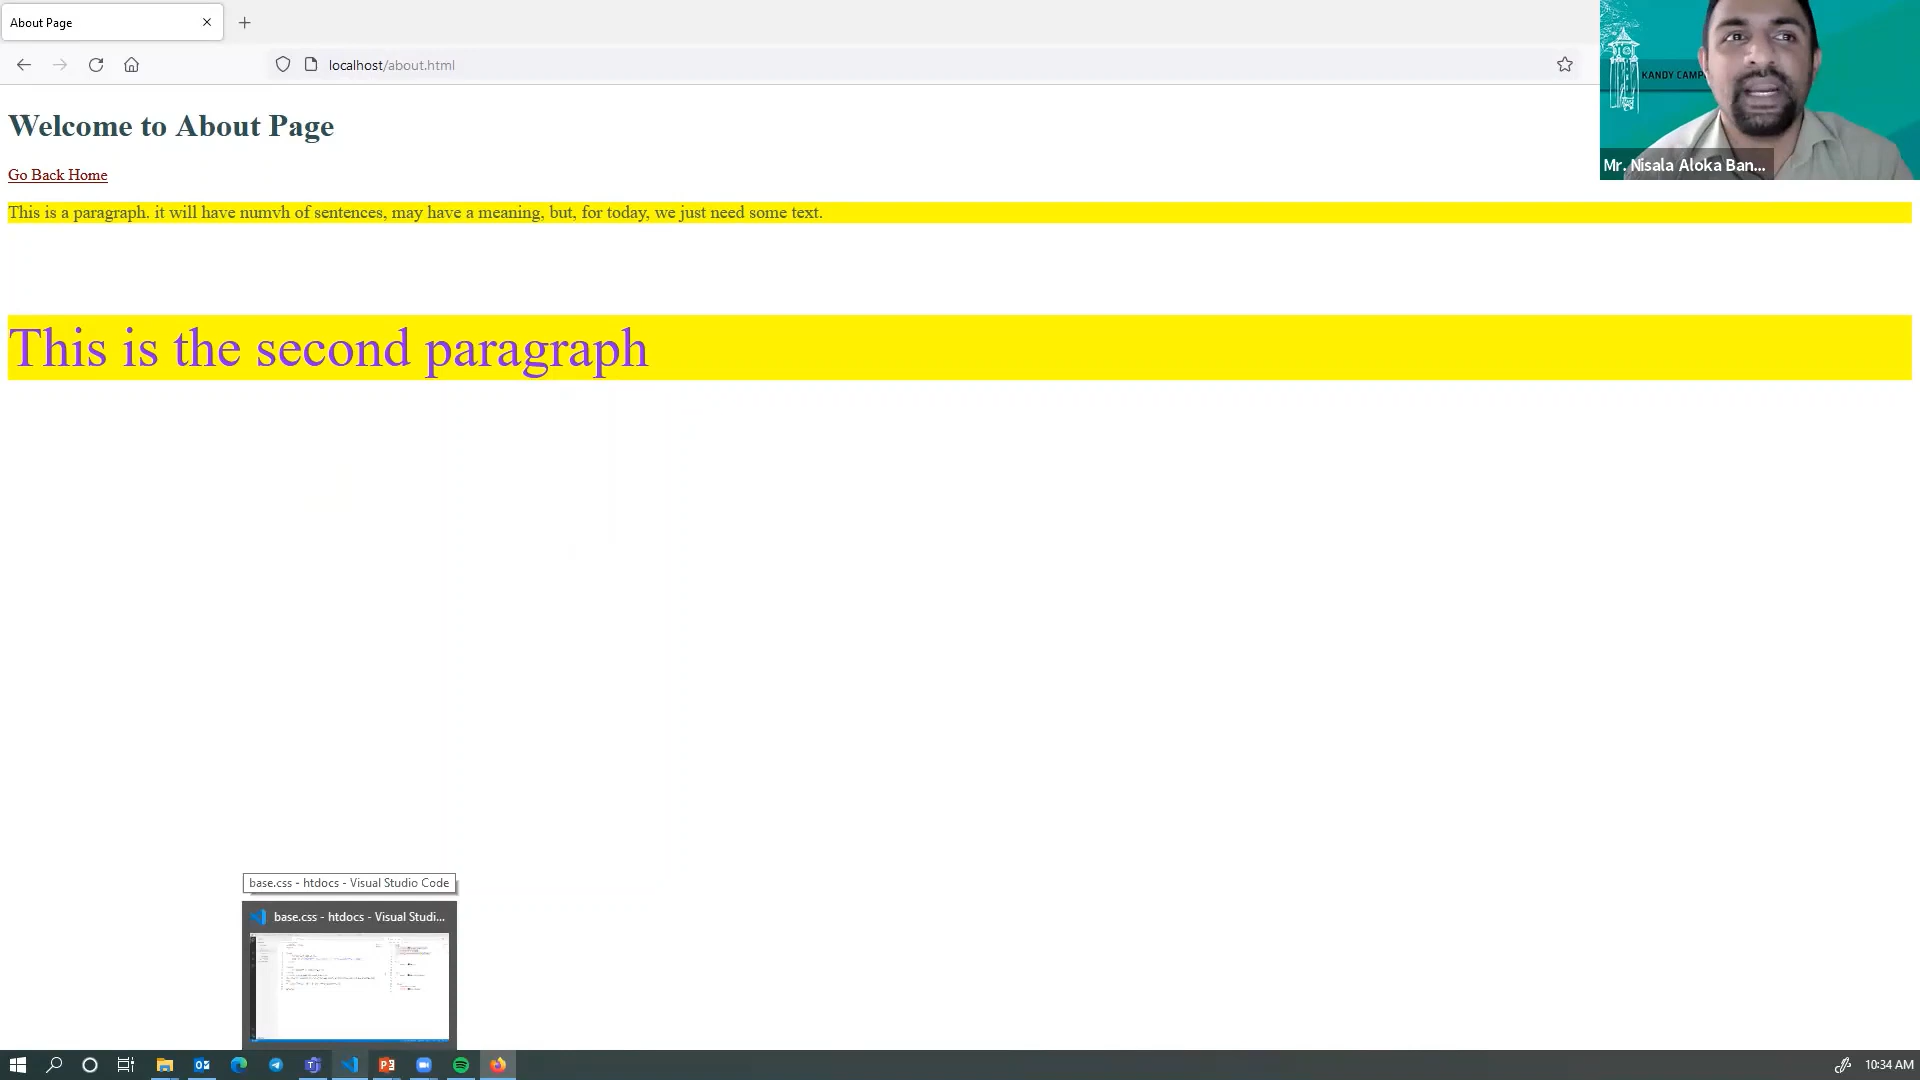 About Page
localhost/about.html
KANDY CAMP
Mr. Nisala Aloka Ban...
Welcome to About Page
Go Back Home
This is a paragraph. it will have numvh of sentences, may have a meaning, but, for today, we just need some text.
This is the second paragraph
base.css - htdocs - Visual Studio Code
base.css - htdocs - Visual Studi...
10:34 AM